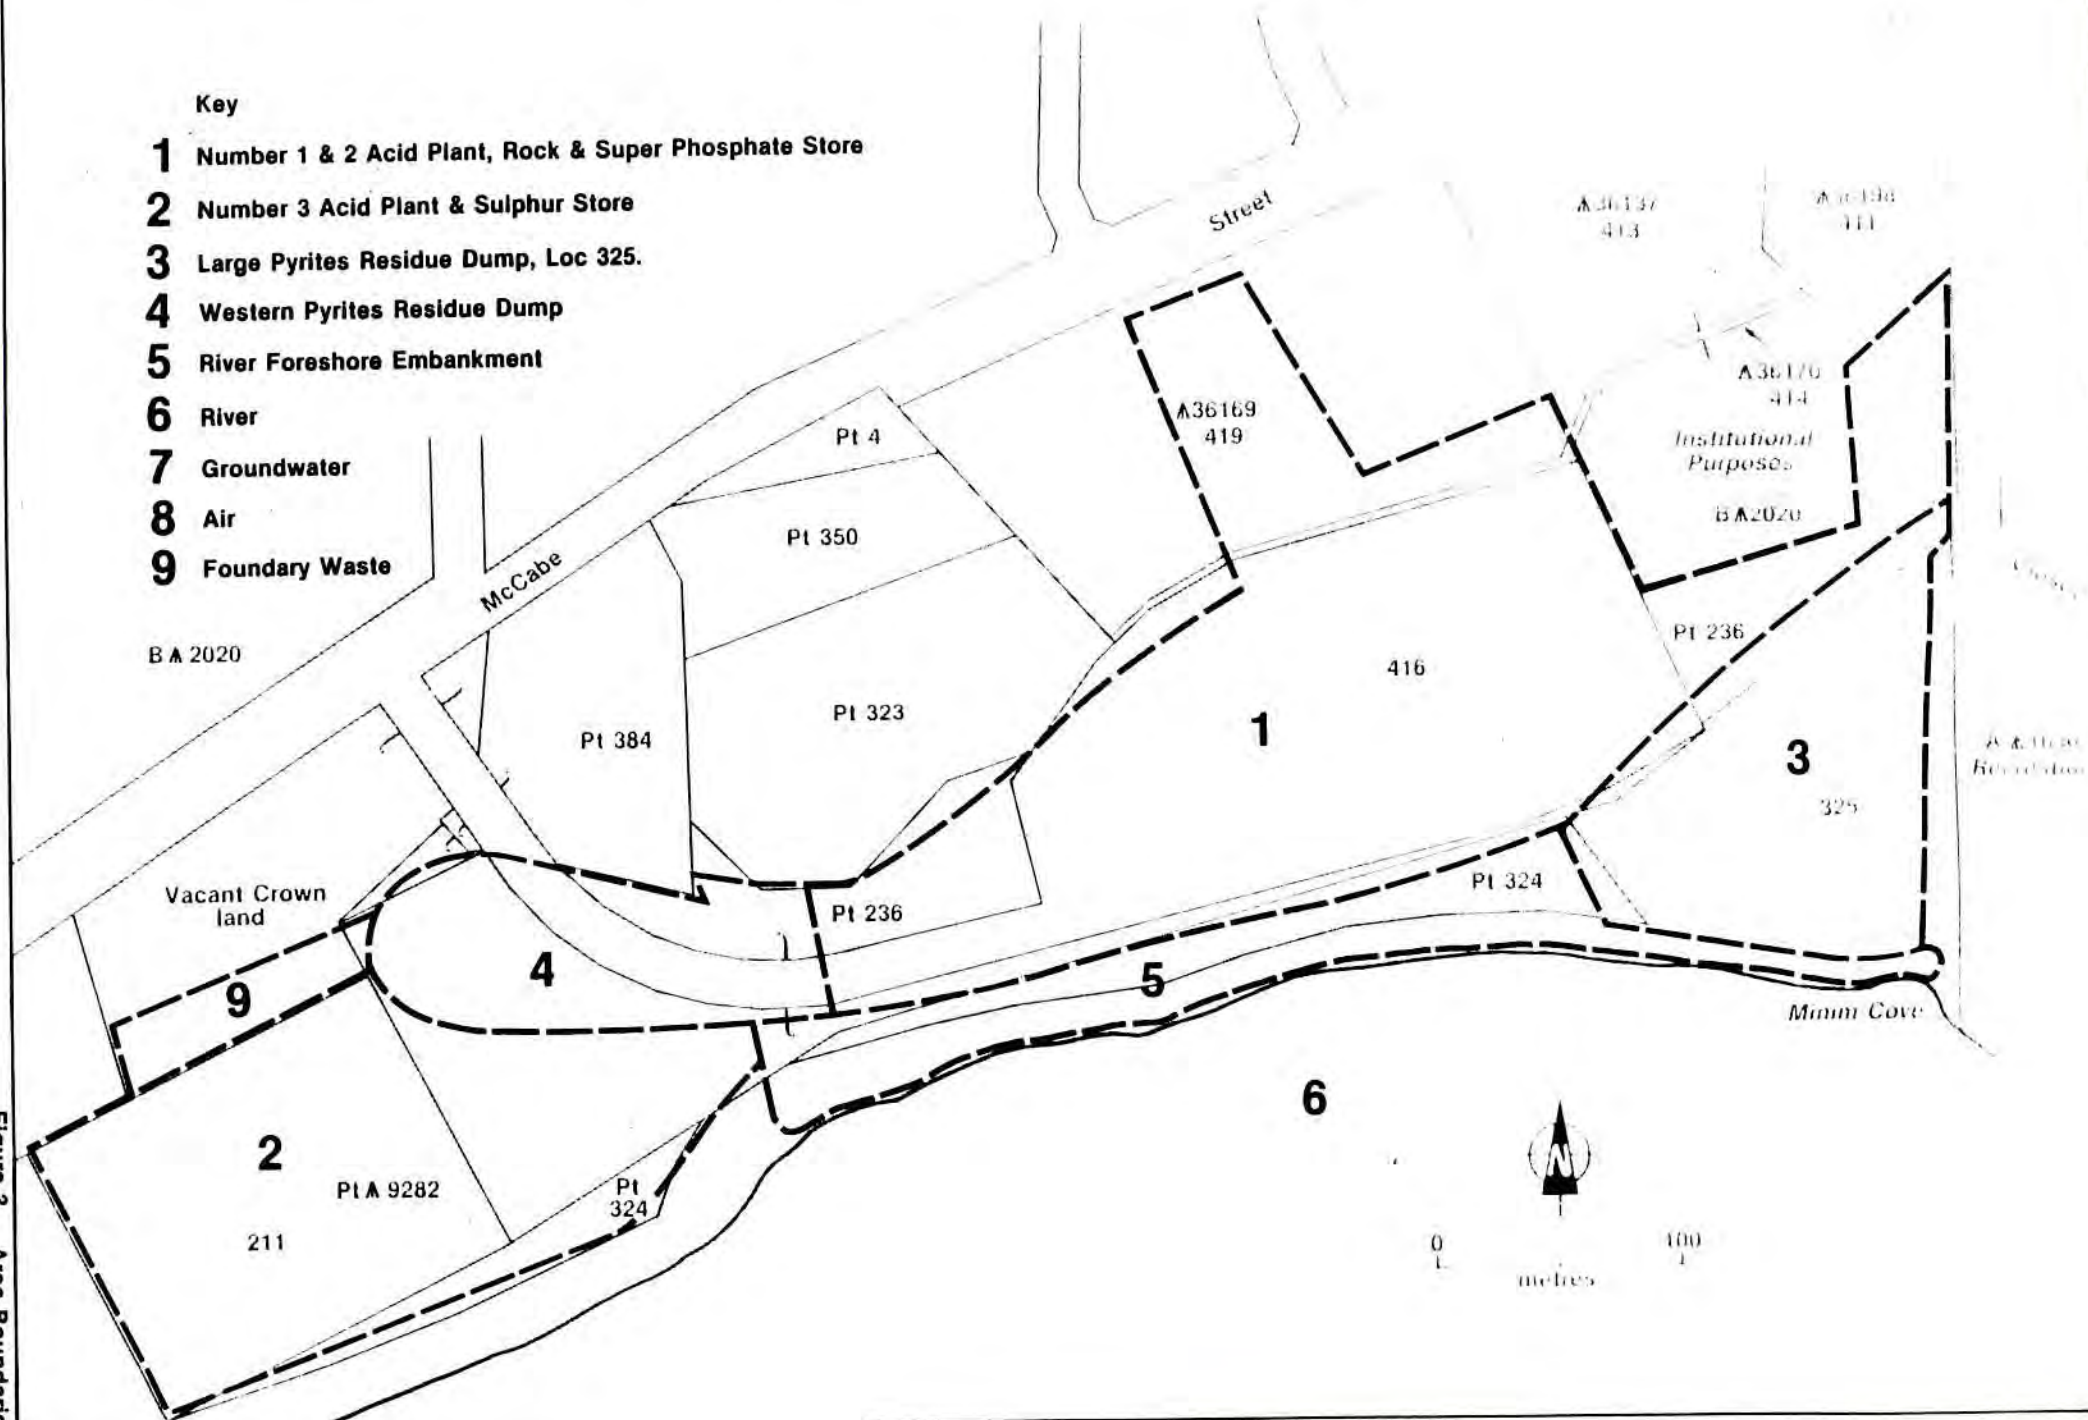 Key
1 Number 1 & 2 Acid Plant, Rock & Super Phosphate Store
2 Number 3 Acid Plant & Sulphur Store
3 Large Pyrites Residue Dump, Loc 325.
4 Western Pyrites Residue Dump
5 River Foreshore Embankment
6 River
7 Groundwater
8 Air
9 Foundary Waste
Street
McCabe
413
411
A36169
419
414
Institutional
Purposes
B A 2020
Pt 4
Pt 350
B A 2020
Pt 236
416
Pt 323
Pt 384
1
3
325
Pt 324
Vacant Crown
land
Pt 236
4
9
5
Minim Cove
6
2
Pt A 9282
Pt
324
211
N
0
100
metres